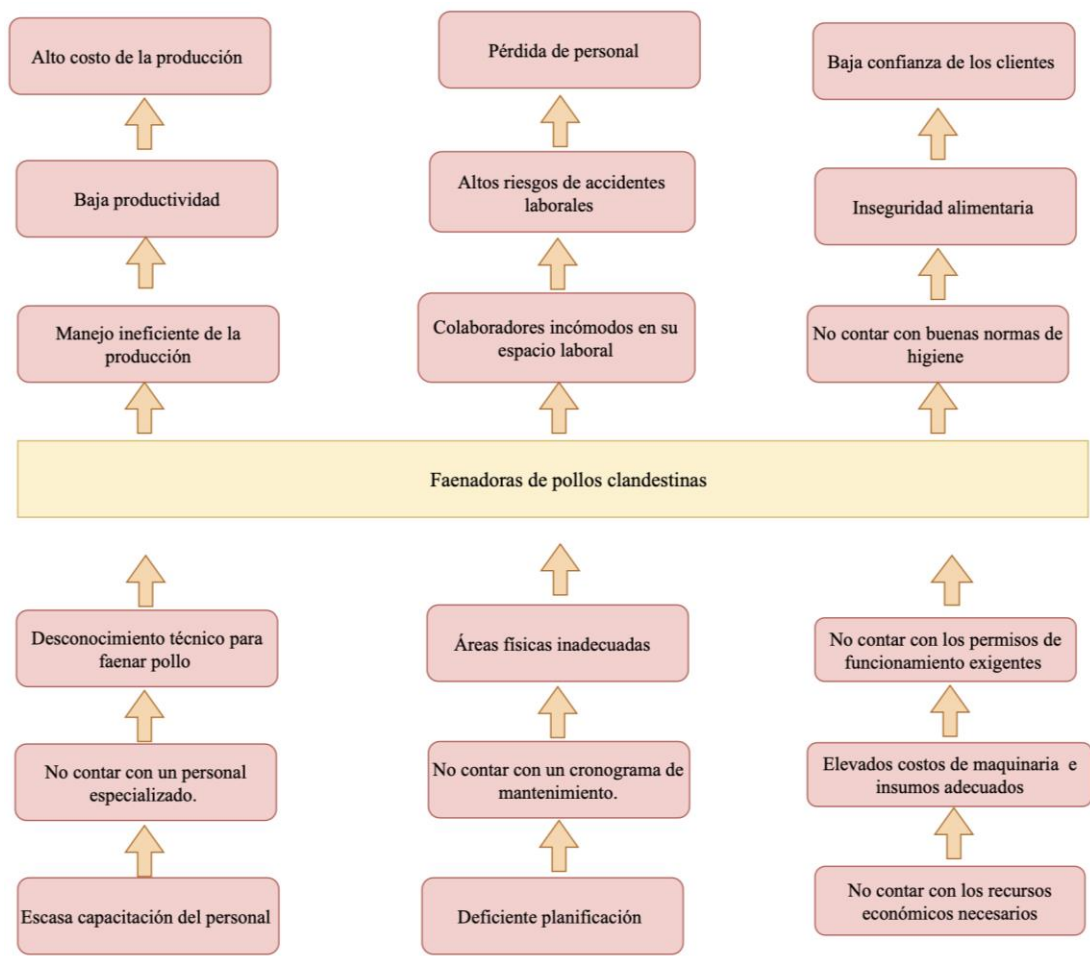 Alto costo de la producción
Pérdida de personal
Baja confianza de los clientes
Baja productividad
Altos riesgos de accidentes
laborales
Inseguridad alimentaria
Manejo ineficiente de la
producción
Colaboradores incómodos en su
espacio laboral
No contar con buenas normas de
higiene
Faenadoras de pollos clandestinas
Desconocimiento técnico para
faenar pollo
Áreas físicas inadecuadas
No contar con los permisos de
funcionamiento exigentes
No contar con un personal
especializado.
No contar con un cronograma de
mantenimiento.
Elevados costos de maquinaria e
insumos adecuados
Escasa capacitación del personal
Deficiente planificación
No contar con los recursos
económicos necesarios